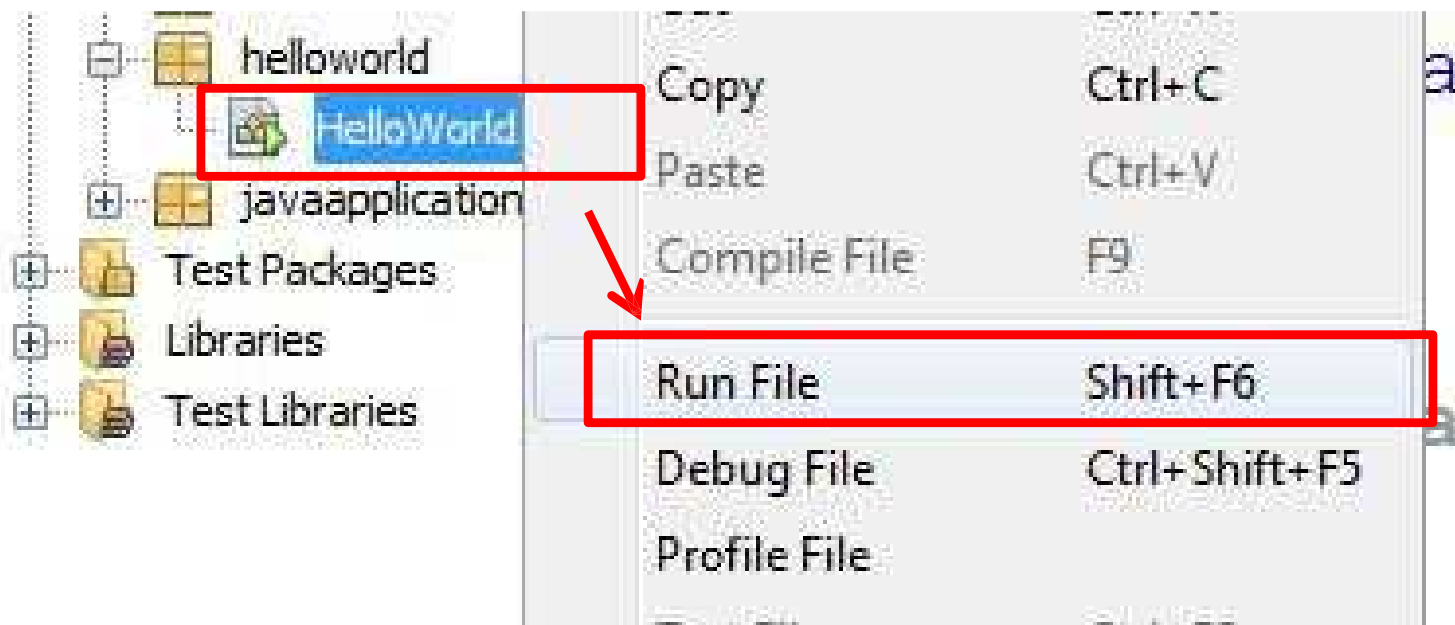 helloworld
HelloWorld
javaapplication
Test Packages
Libraries
Test Libraries
Copy Ctrl+C
Paste Ctrl+V
Compile File F9
Run File Shift+F6
Debug File Ctrl+Shift+F5
Profile File